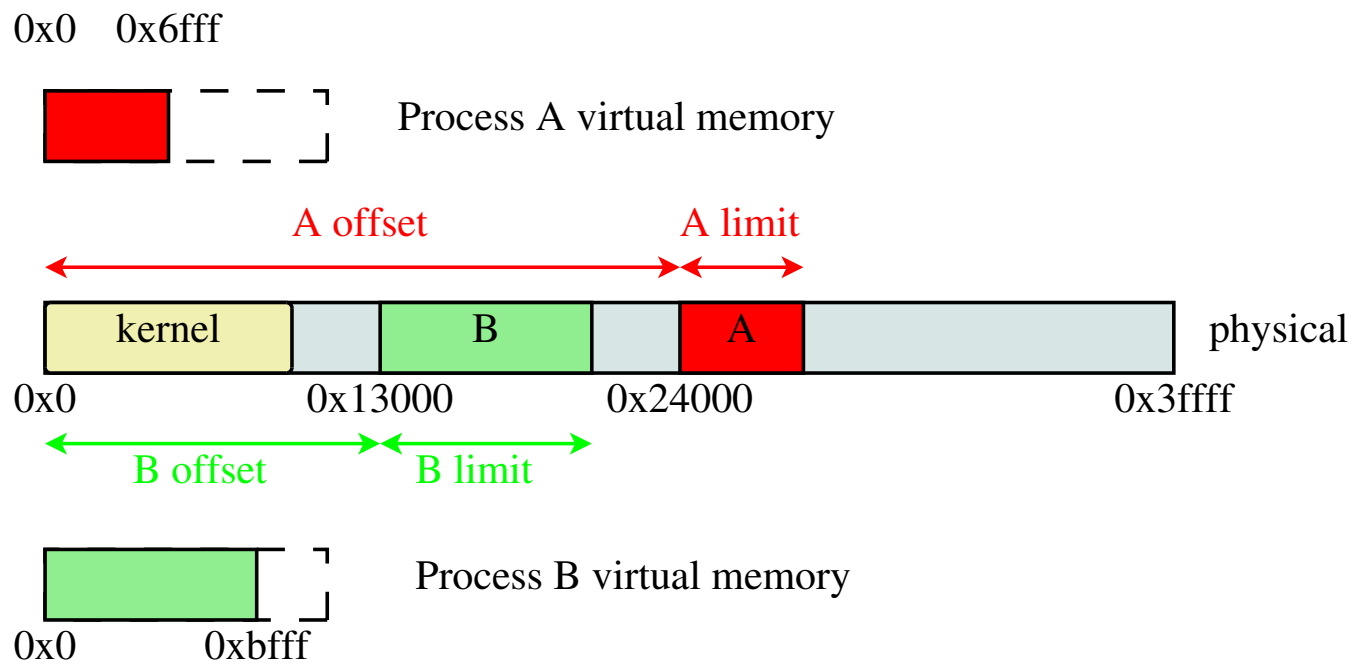 0x0 0x6fff
Process A virtual memory
A offset A limit
kernel B A physical
0x0 0x13000 0x24000 0x3ffff
B offset B limit
Process B virtual memory
0x0 0xbfff